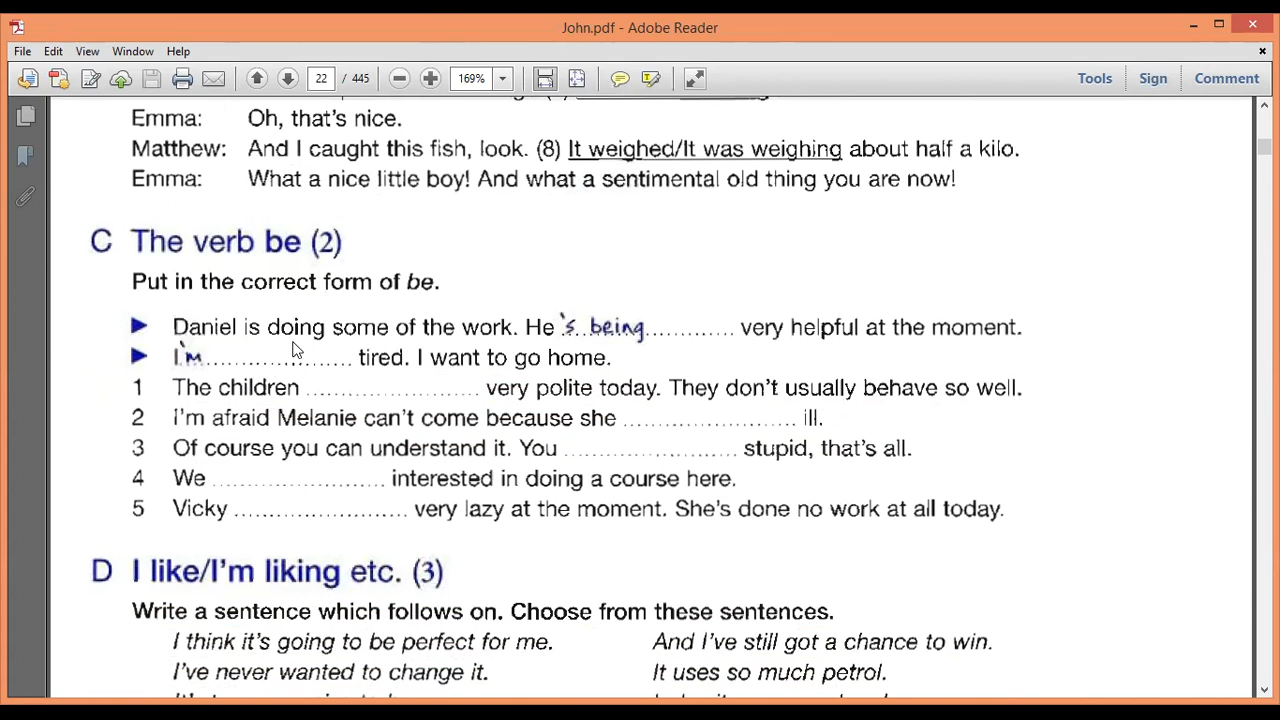 John.pdf - Adobe Reader
File Edit View Window Help
22 / 445 169% Tools Sign Comment
Emma: Oh, that's nice.
Matthew: And I caught this fish, look. (8) It weighed/It was weighing about half a kilo.
Emma: What a nice little boy! And what a sentimental old thing you are now!
C The verb be (2)
Put in the correct form of be.
► Daniel is doing some of the work. He 's being ............ very helpful at the moment.
► I'm .................... tired. I want to go home.
1 The children ........................ very polite today. They don't usually behave so well.
2 I'm afraid Melanie can't come because she ........................ ill.
3 Of course you can understand it. You ........................ stupid, that's all.
4 We ........................ interested in doing a course here.
5 Vicky ........................ very lazy at the moment. She's done no work at all today.
D I like/I'm liking etc. (3)
Write a sentence which follows on. Choose from these sentences.
I think it's going to be perfect for me. And I've still got a chance to win.
I've never wanted to change it. It uses so much petrol.